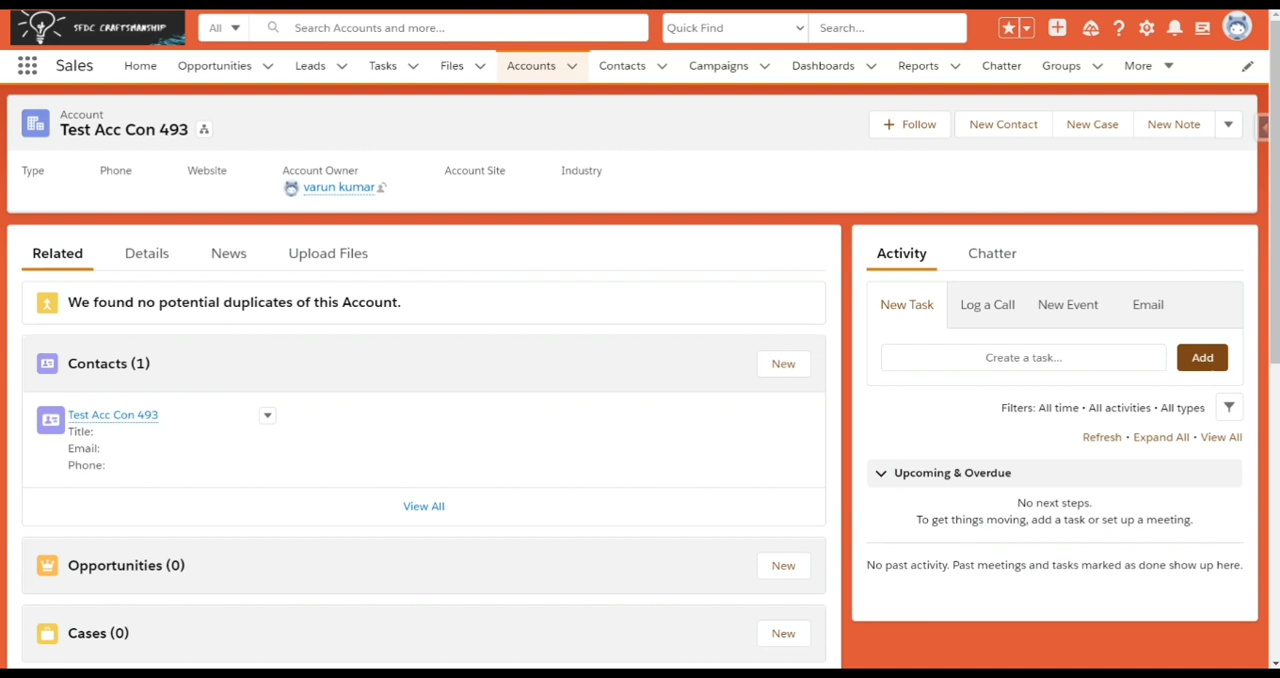 SFDC CRAFTSMANSHIP
All
Search Accounts and more...
Quick Find
Search...
Sales
Home
Opportunities
Leads
Tasks
Files
Accounts
Contacts
Campaigns
Dashboards
Reports
Chatter
Groups
More
Account
Test Acc Con 493
Follow
New Contact
New Case
New Note
Type
Phone
Website
Account Owner
Account Site
Industry
varun kumar
Related
Details
News
Upload Files
We found no potential duplicates of this Account.
Contacts (1)
New
Test Acc Con 493
Title:
Email:
Phone:
View All
Opportunities (0)
New
Cases (0)
New
Activity
Chatter
New Task
Log a Call
New Event
Email
Create a task...
Add
Filters: All time • All activities • All types
Refresh • Expand All • View All
Upcoming & Overdue
No next steps.
To get things moving, add a task or set up a meeting.
No past activity. Past meetings and tasks marked as done show up here.